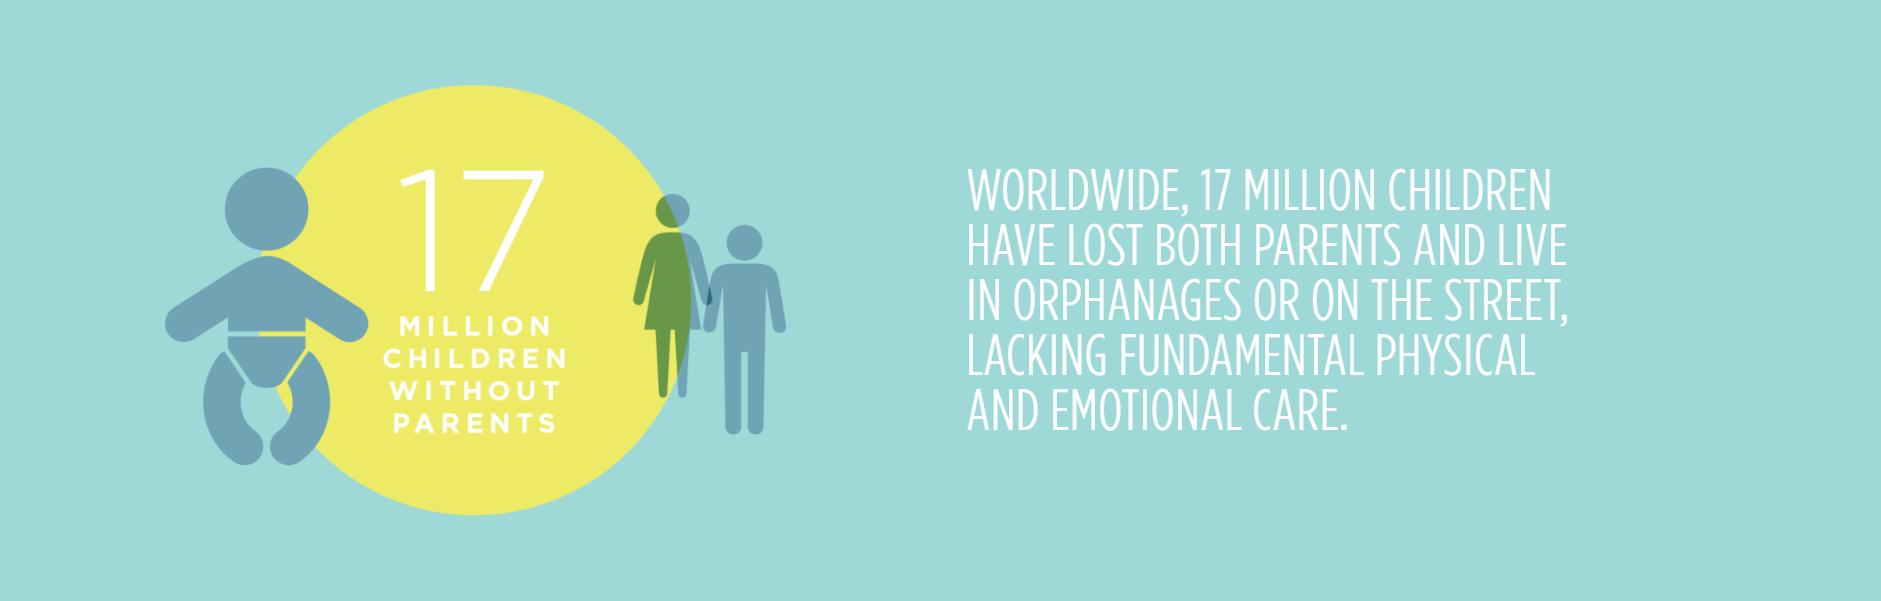 17
MILLION
CHILDREN
WITHOUT
PARENTS
WORLDWIDE, 17 MILLION CHILDREN
HAVE LOST BOTH PARENTS AND LIVE
IN ORPHANAGES OR ON THE STREET,
LACKING FUNDAMENTAL PHYSICAL
AND EMOTIONAL CARE.